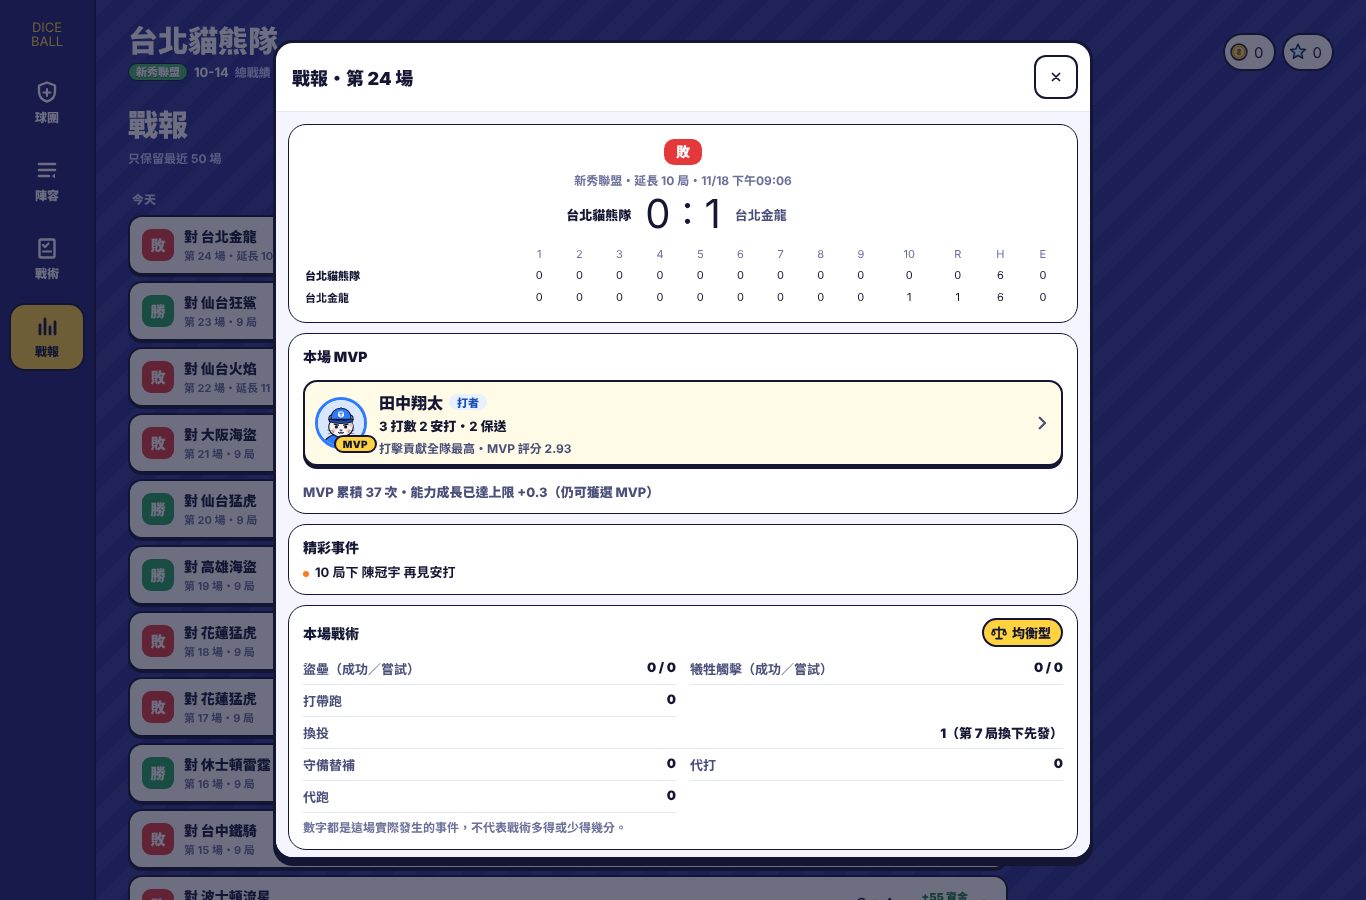 DICE
BALL
球團
陣容
戰術
戰報
台北貓熊隊
新秀聯盟 10-14 總戰績
0 0
戰報
只保留最近 50 場
今天
敗 對 台北金龍
第 24 場・延長 10
勝 對 仙台狂鯊
第 23 場・9 局
敗 對 仙台火焰
第 22 場・延長 11
敗 對 大阪海盜
第 21 場・9 局
勝 對 仙台猛虎
第 20 場・9 局
勝 對 高雄海盜
第 19 場・9 局
敗 對 花蓮猛虎
第 18 場・9 局
敗 對 花蓮猛虎
第 17 場・9 局
勝 對 休士頓雷霆
第 16 場・9 局
敗 對 台中鐵騎
第 15 場・9 局
對 波士頓流星
+55 資金
戰報・第 24 場
×
敗
新秀聯盟・延長 10 局・11/18 下午09:06
台北貓熊隊 0 : 1 台北金龍
1 2 3 4 5 6 7 8 9 10 R H E
台北貓熊隊 0 0 0 0 0 0 0 0 0 0 0 6 0
台北金龍 0 0 0 0 0 0 0 0 0 1 1 6 0
本場 MVP
田中翔太 打者
3 打數 2 安打・2 保送
MVP 打擊貢獻全隊最高・MVP 評分 2.93
MVP 累積 37 次・能力成長已達上限 +0.3（仍可獲選 MVP）
精彩事件
10 局下 陳冠宇 再見安打
本場戰術 均衡型
盜壘（成功／嘗試） 0 / 0 犧牲觸擊（成功／嘗試） 0 / 0
打帶跑 0
換投 1（第 7 局換下先發）
守備替補 0 代打 0
代跑 0
數字都是這場實際發生的事件，不代表戰術多得或少得幾分。